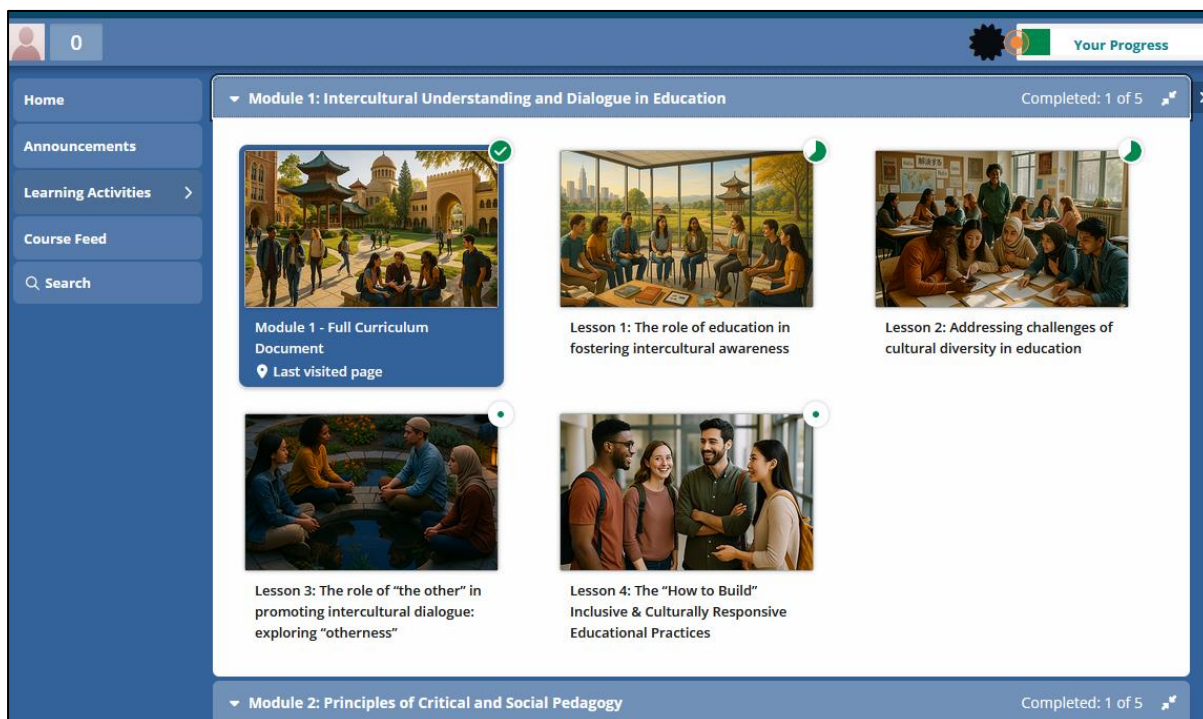 0
Your Progress
Home
Announcements
Learning Activities
Course Feed
Search
Module 1: Intercultural Understanding and Dialogue in Education
Completed: 1 of 5
Module 1 - Full Curriculum
Document
Last visited page
Lesson 1: The role of education in
fostering intercultural awareness
Lesson 2: Addressing challenges of
cultural diversity in education
Lesson 3: The role of “the other” in
promoting intercultural dialogue:
exploring “otherness”
Lesson 4: The “How to Build”
Inclusive & Culturally Responsive
Educational Practices
Module 2: Principles of Critical and Social Pedagogy
Completed: 1 of 5